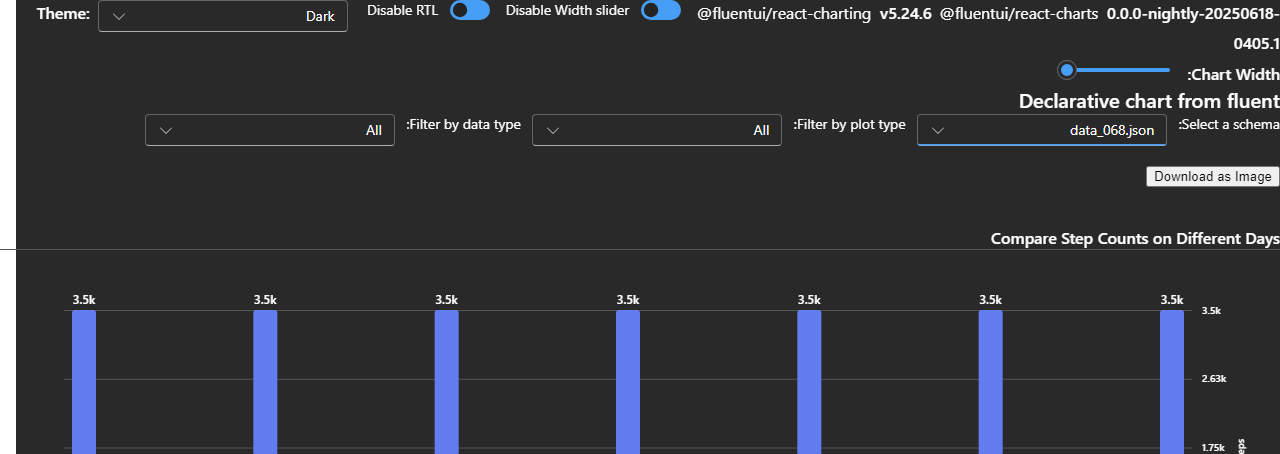 Theme:
Dark
Disable RTL
Disable Width slider
@fluentui/react-charting v5.24.6 @fluentui/react-charts 0.0.0-nightly-20250618-
0405.1
:Chart Width
Declarative chart from fluent
:Select a schema
data_068.json
:Filter by plot type
All
:Filter by data type
All
Download as Image
Compare Step Counts on Different Days
3.5k 3.5k 3.5k 3.5k 3.5k 3.5k 3.5k
3.5k
2.63k
1.75k